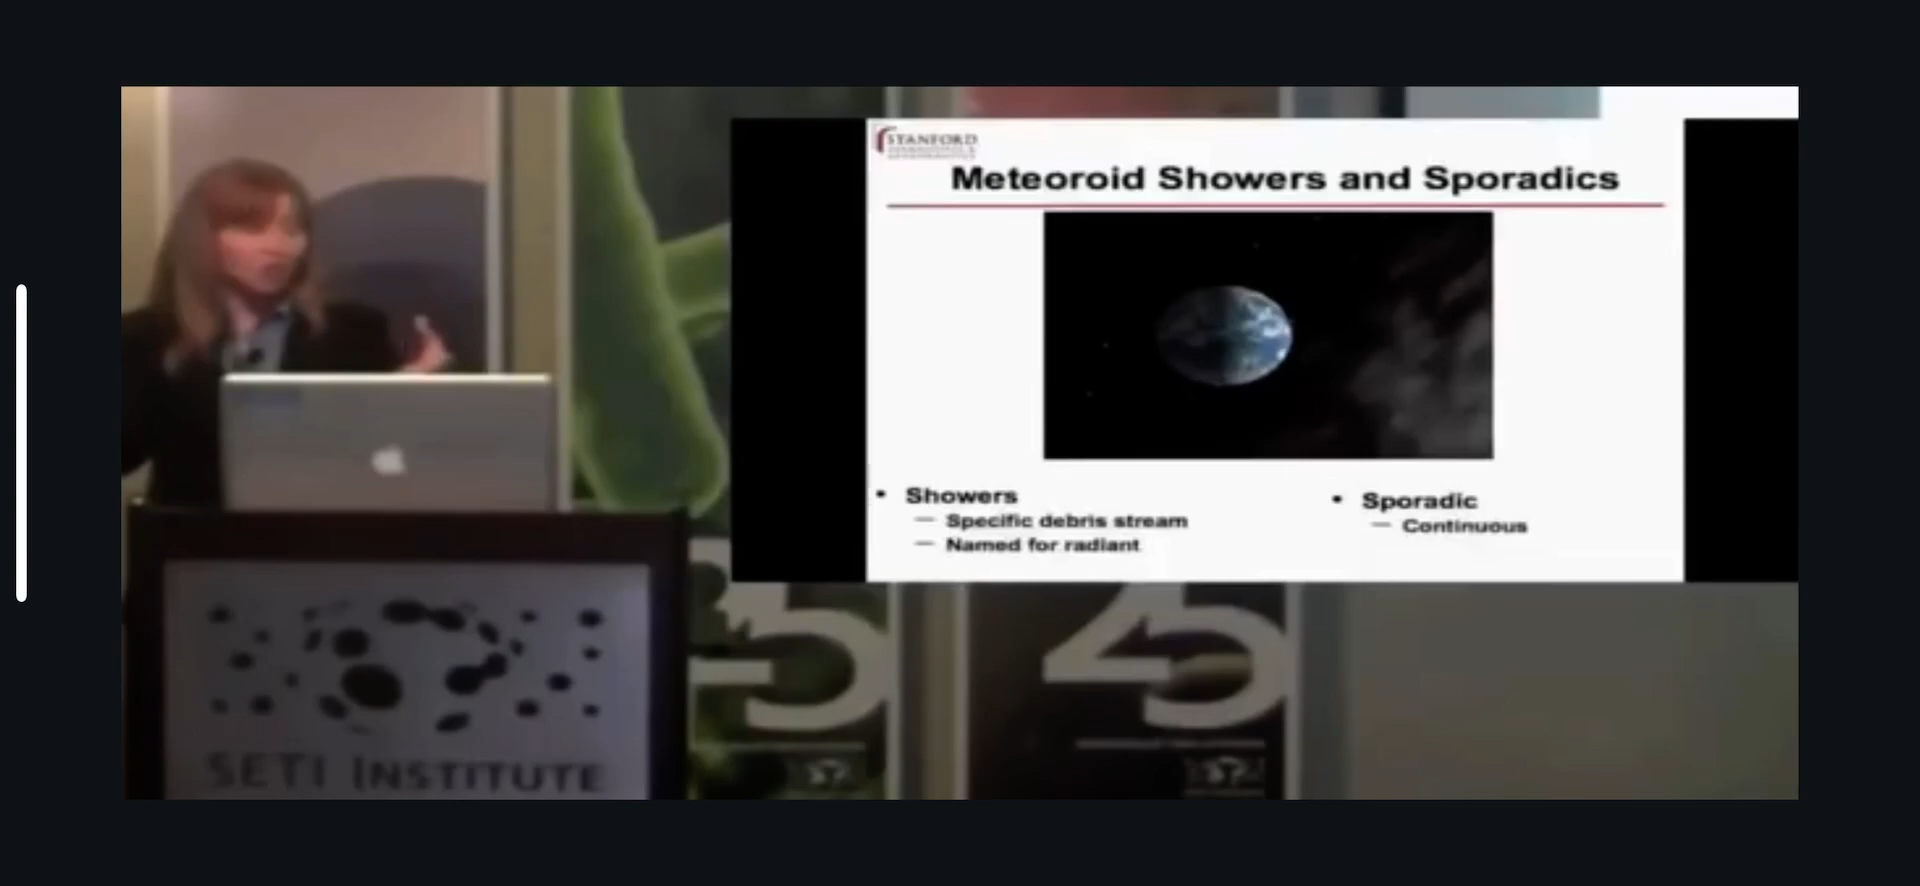 STANFORD
Meteoroid Showers and Sporadics
• Showers
— Specific debris stream
— Named for radiant
• Sporadic
— Continuous
25
25
SETI INSTITUTE